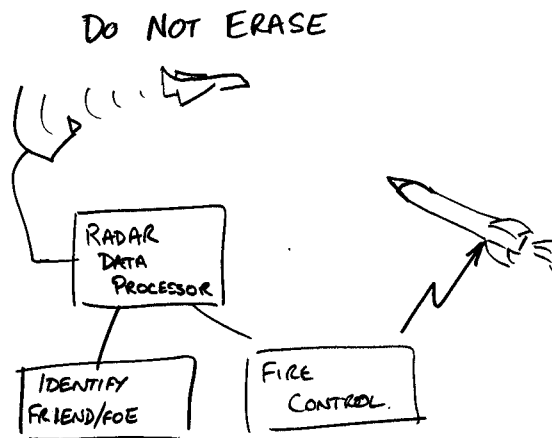 DO NOT ERASE
RADAR
DATA
PROCESSOR
IDENTIFY
FRIEND/FOE
FIRE
CONTROL.